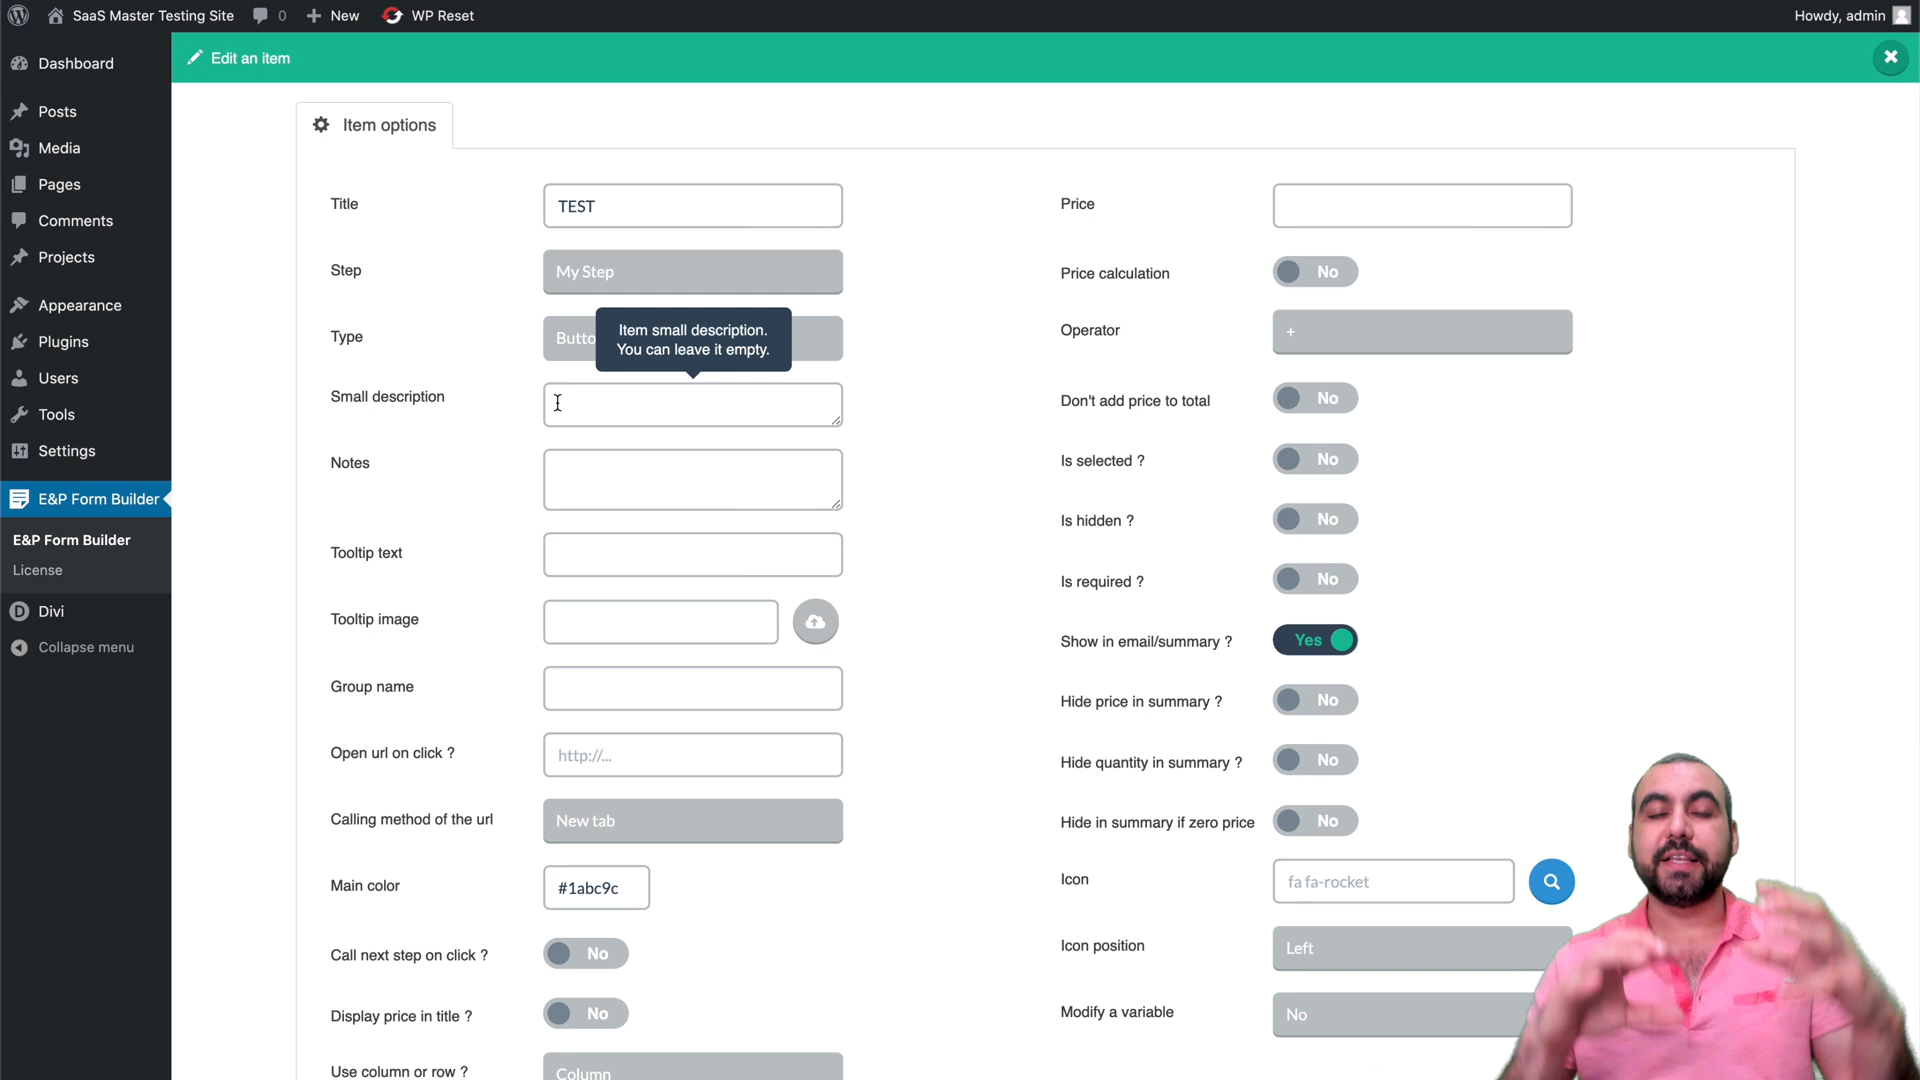 SaaS Master Testing Site
0
New
WP Reset
Howdy, admin
Dashboard
Posts
Media
Pages
Comments
Projects
Appearance
Plugins
Users
Tools
Settings
E&P Form Builder
E&P Form Builder
License
Divi
Collapse menu
Edit an item
Item options
Title
TEST
Step
My Step
Type
Butto
Item small description.
You can leave it empty.
Small description
Notes
Tooltip text
Tooltip image
Group name
Open url on click ?
http://...
Calling method of the url
New tab
Main color
#1abc9c
Call next step on click ?
No
Display price in title ?
No
Use column or row ?
Column
Price
Price calculation
No
Operator
+
Don't add price to total
No
Is selected ?
No
Is hidden ?
No
Is required ?
No
Show in email/summary ?
Yes
Hide price in summary ?
No
Hide quantity in summary ?
No
Hide in summary if zero price
No
Icon
fa fa-rocket
Icon position
Left
Modify a variable
No